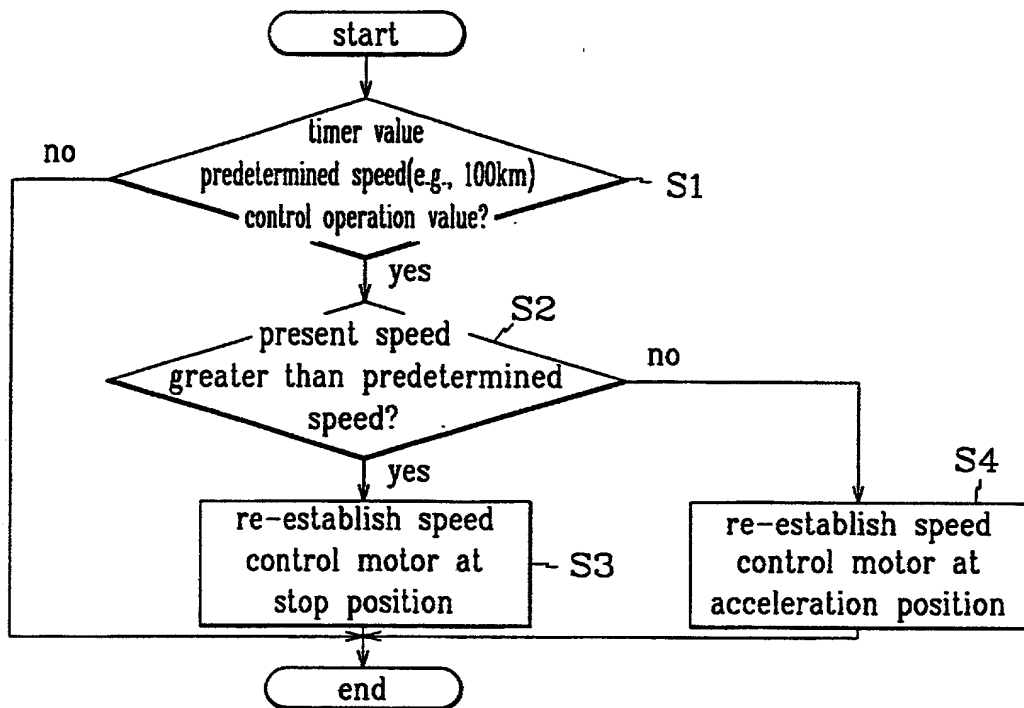 start
timer value
no
predetermined speed(e.g., 100km)
S1
control operation value?
yes
S2
present speed
no
greater than predetermined
speed?
yes
S4
re-establish speed
control motor at
stop position
S3
re-establish speed
control motor at
acceleration position
end